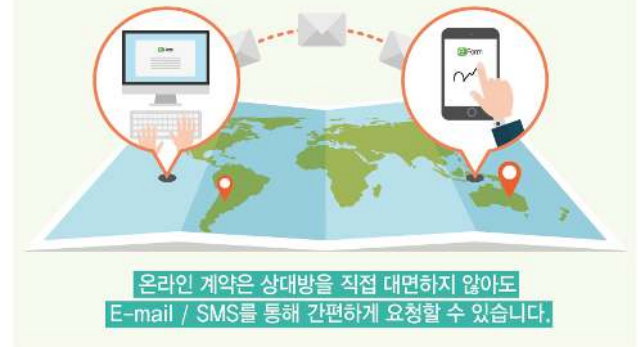 Form
온라인 계약은 상대방을 직접 대면하지 않아도
E-mail / SMS를 통해 간편하게 요청할 수 있습니다.